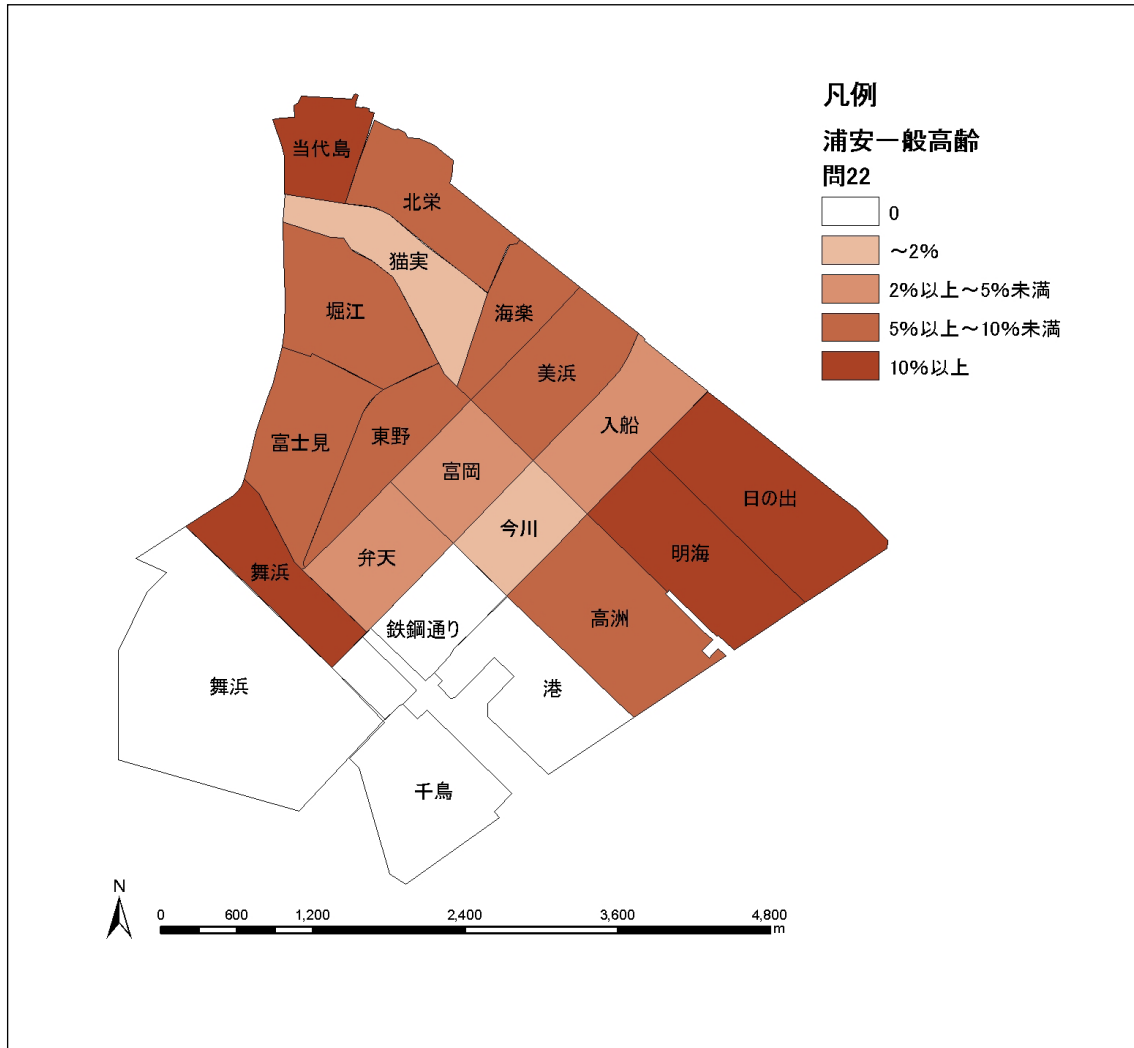 凡例
浦安一般高齢
問22
0
～2%
2%以上～5%未満
5%以上～10%未満
10%以上
当代島
北栄
猫実
堀江
海楽
美浜
入船
富士見
東野
富岡
日の出
今川
弁天
舞浜
明海
高洲
鉄鋼通り
舞浜
港
千鳥
N
0 600 1,200 2,400 3,600 4,800
m